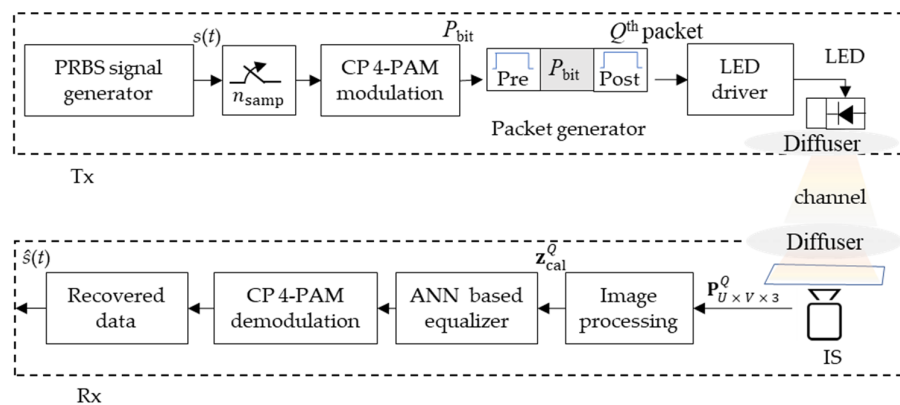 s(t)
PRBS signal
generator
n_samp
CP 4-PAM
modulation
P_bit
Q^th packet
Pre
P_bit
Post
Packet generator
LED
driver
LED
Diffuser
Tx
channel
Diffuser
ŝ(t)
Recovered
data
CP 4-PAM
demodulation
ANN based
equalizer
z_cal^Q
Image
processing
P_{U×V×3}^Q
IS
Rx